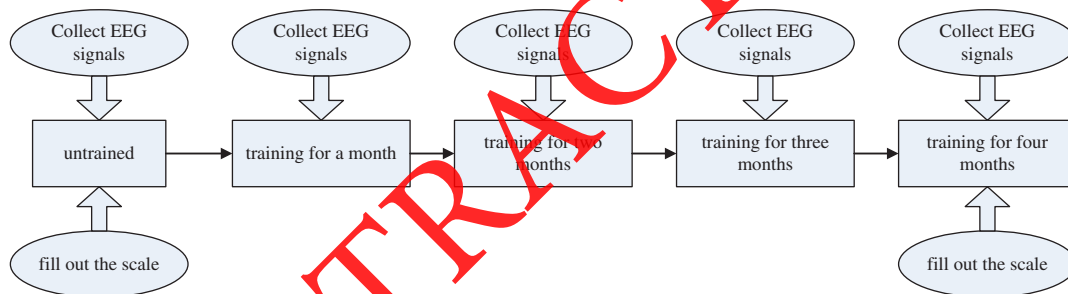 Collect EEG
signals
Collect EEG
signals
Collect EEG
signals
Collect EEG
signals
Collect EEG
signals
untrained
training for a month
training for two
months
training for three
months
training for four
months
fill out the scale
fill out the scale
TRAC